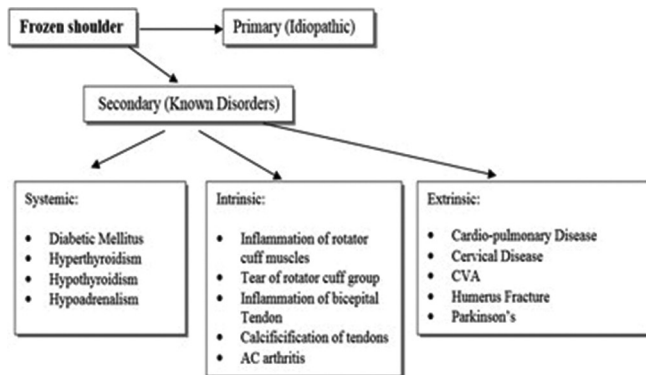 Frozen shoulder
Primary (Idiopathic)
Secondary (Known Disorders)
Systemic:
• Diabetic Mellitus
• Hyperthyroidism
• Hypothyroidism
• Hypoadrenalism
Intrinsic:
• Inflammation of rotator
cuff muscles
• Tear of rotator cuff group
• Inflammation of bicepital
Tendon
• Calcificification of tendons
• AC arthritis
Extrinsic:
• Cardio-pulmonary Disease
• Cervical Disease
• CVA
• Humerus Fracture
• Parkinson's